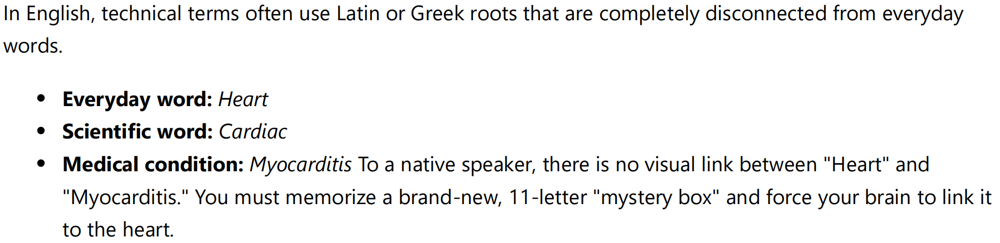 In English, technical terms often use Latin or Greek roots that are completely disconnected from everyday
words.
• Everyday word: Heart
• Scientific word: Cardiac
• Medical condition: Myocarditis To a native speaker, there is no visual link between "Heart" and
"Myocarditis." You must memorize a brand-new, 11-letter "mystery box" and force your brain to link it
to the heart.